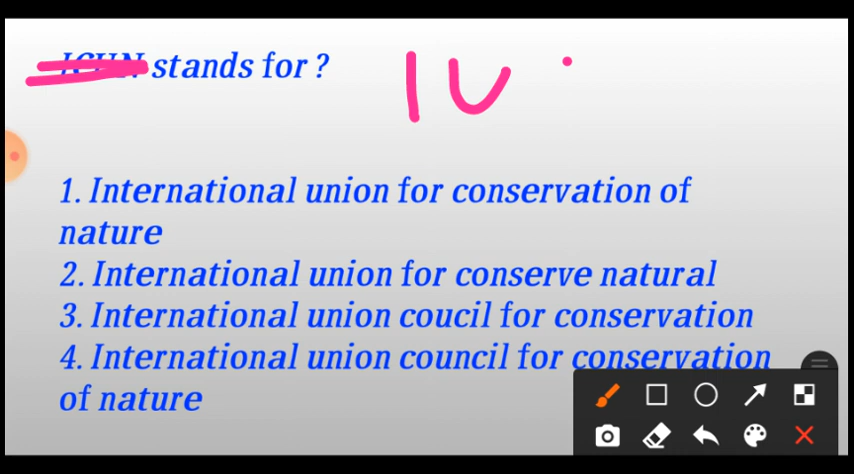 ICUN stands for ?
IU
1. International union for conservation of
nature
2. International union for conserve natural
3. International union coucil for conservation
4. International union council for conservation
of nature